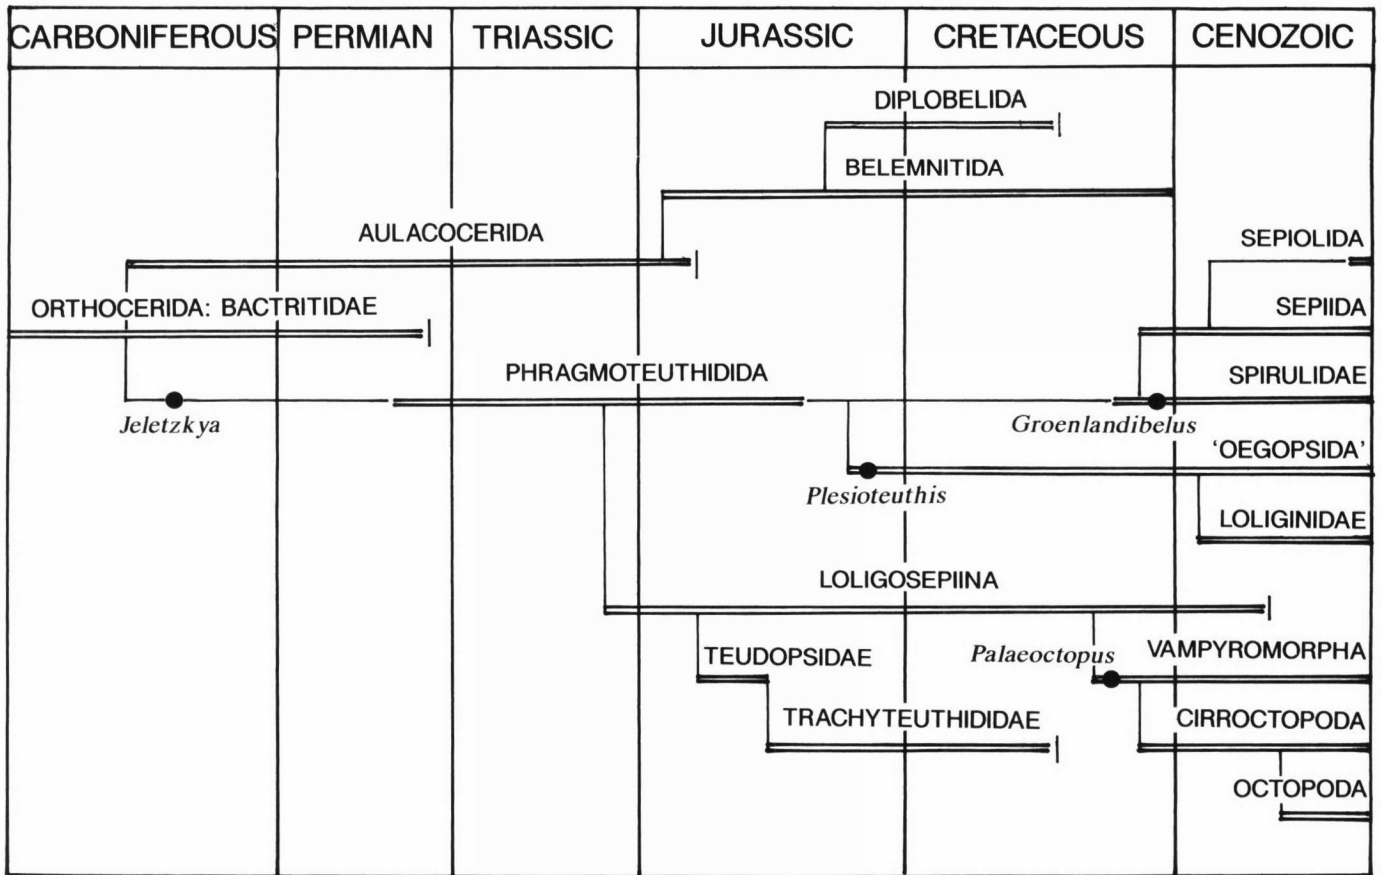 CARBONIFEROUS PERMIAN TRIASSIC JURASSIC CRETACEOUS CENOZOIC
DIPLOBELIDA
BELEMNITIDA
AULACOCERIDA
SEPIOLIDA
ORTHOCERIDA: BACTRITIDAE
SEPIIDA
PHRAGMOTEUTHIDIDA
SPIRULIDAE
Jeletzkya
Groenlandibelus
'OEGOPSIDA'
Plesioteuthis
LOLIGINIDAE
LOLIGOSEPIINA
TEUDOPSIDAE
Palaeoctopus
VAMPYROMORPHA
TRACHYTEUTHIDIDAE
CIRROCTOPODA
OCTOPODA